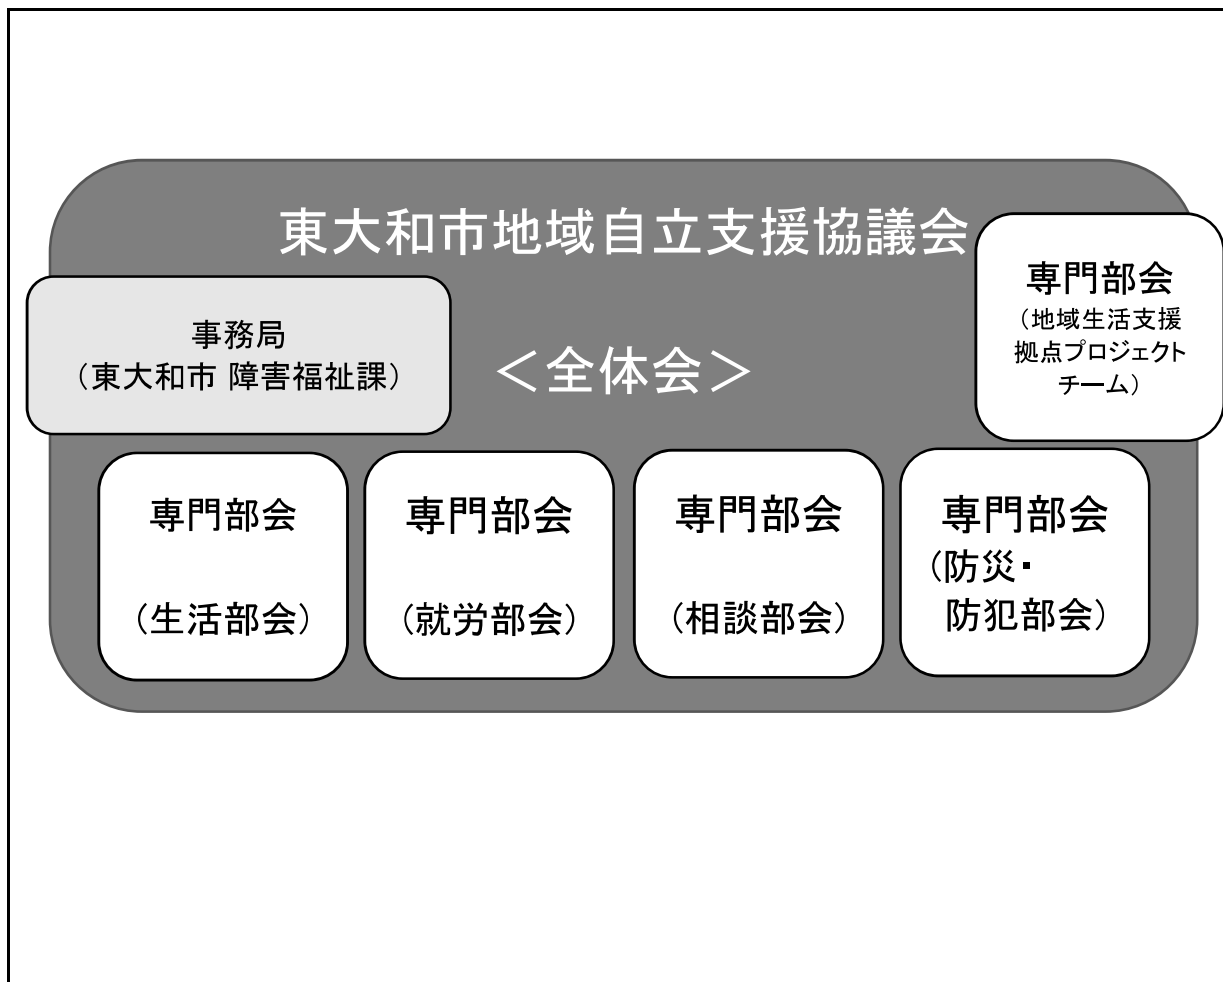 東大和市地域自立支援協議会
専門部会
（地域生活支援
拠点プロジェクト
チーム）
事務局
（東大和市 障害福祉課）
＜全体会＞
専門部会
（生活部会）
専門部会
（就労部会）
専門部会
（相談部会）
専門部会
（防災・
防犯部会）